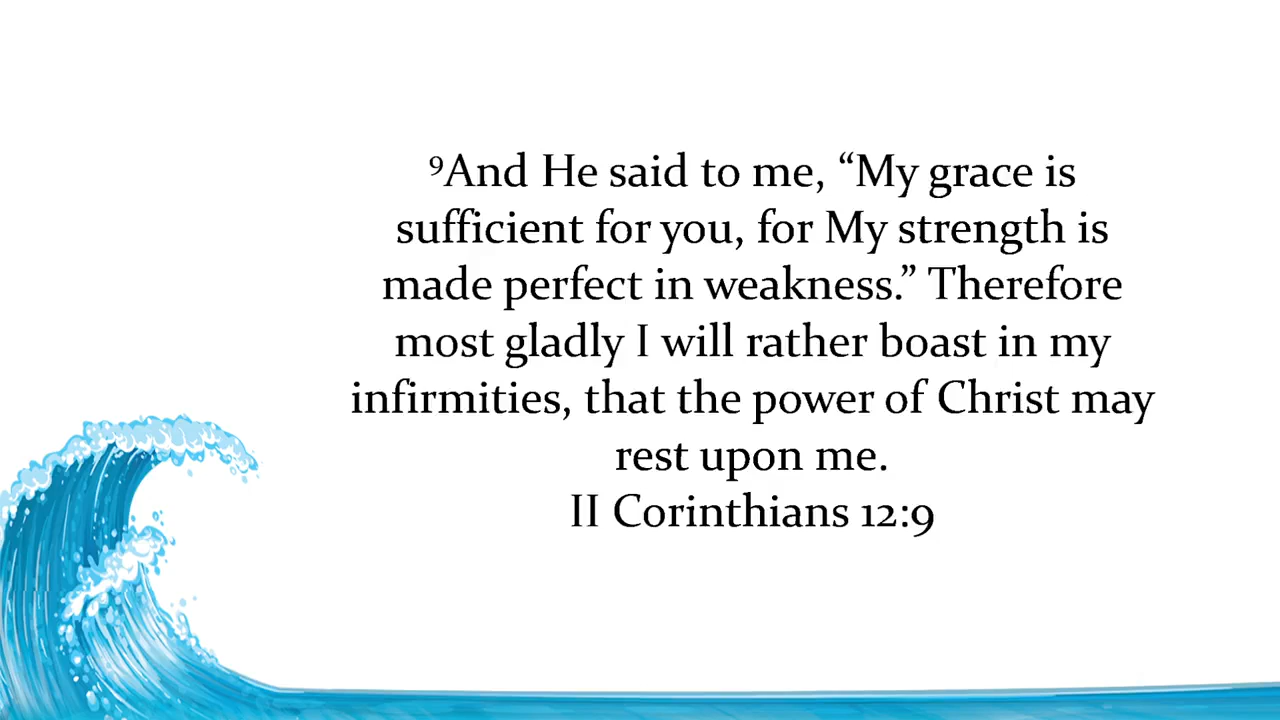 ⁹And He said to me, “My grace is
sufficient for you, for My strength is
made perfect in weakness.” Therefore
most gladly I will rather boast in my
infirmities, that the power of Christ may
rest upon me.
II Corinthians 12:9